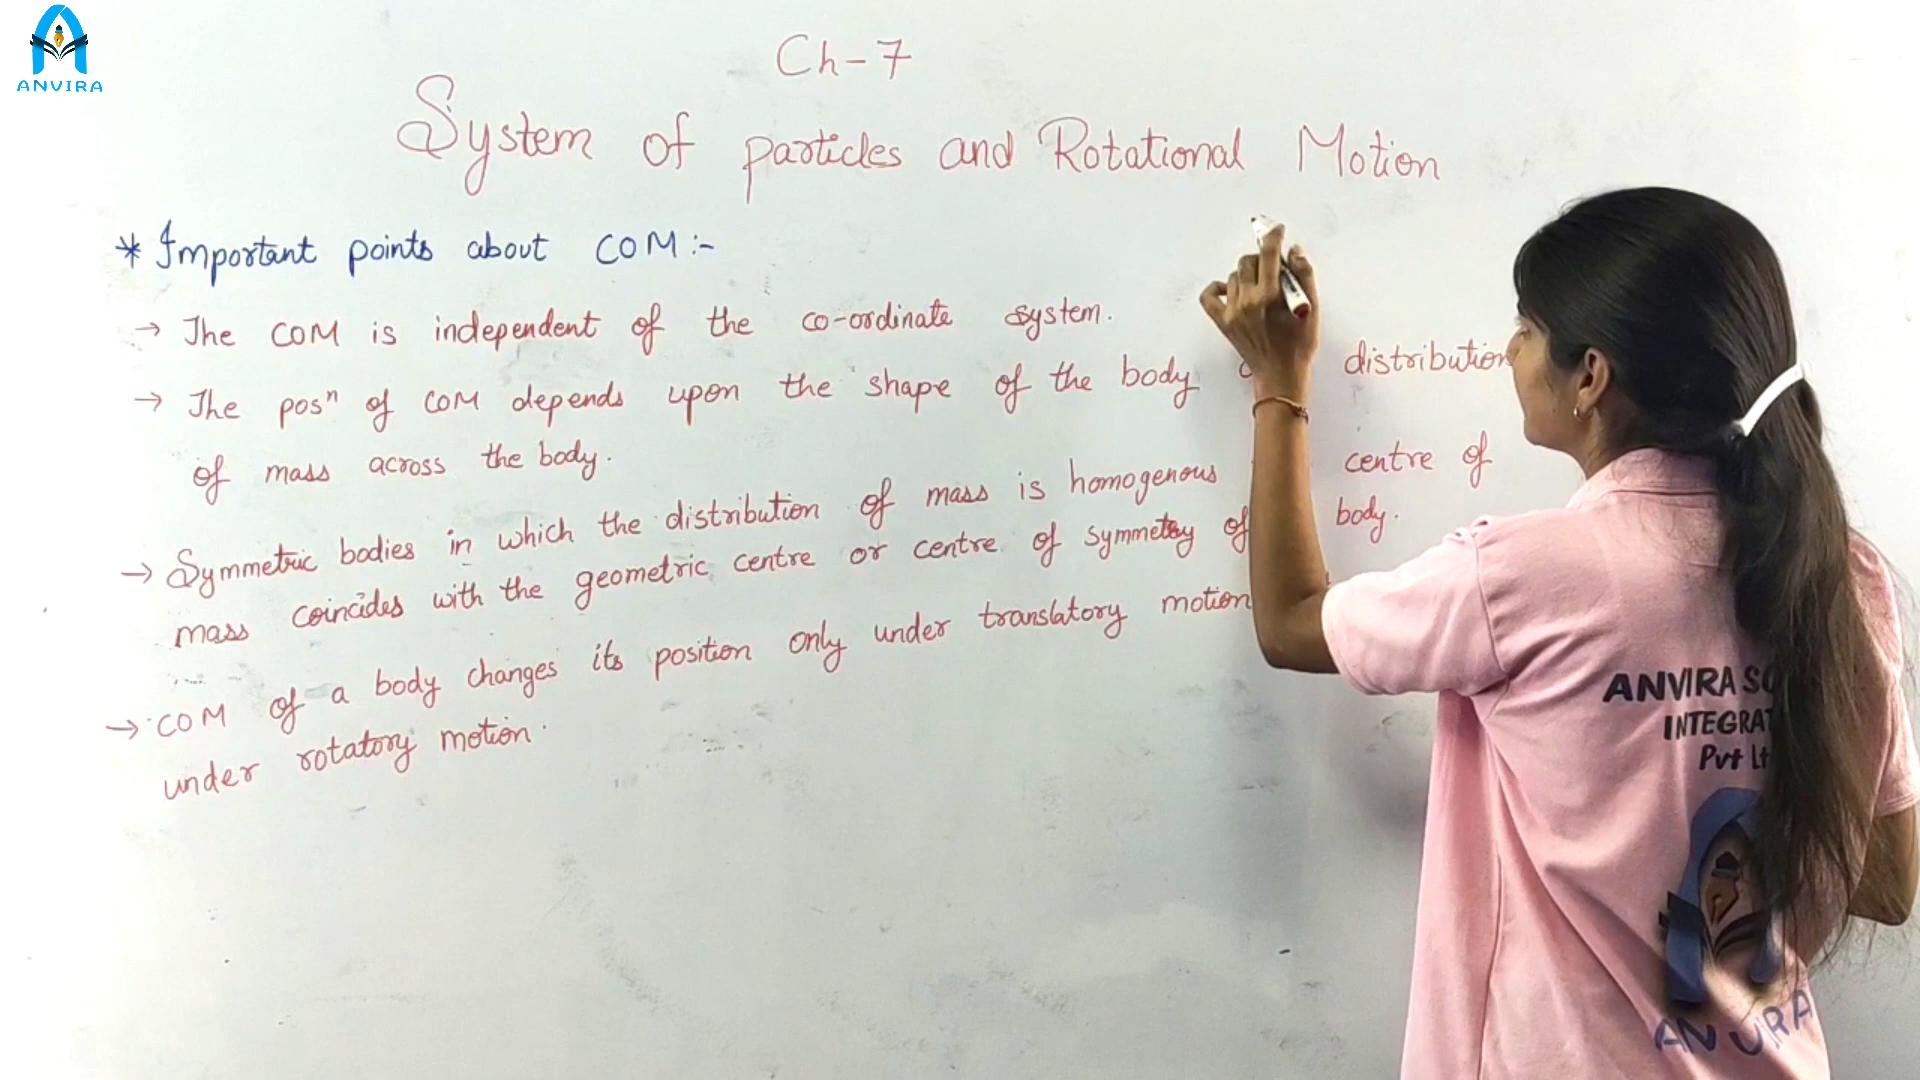 ANVIRA
Ch-7
System of particles and Rotational Motion
* Important points about COM :-
→ The COM is independent of the co-ordinate system.
→ The posⁿ of COM depends upon the shape of the body distribution
of mass across the body.
→ Symmetric bodies in which the distribution of mass is homogenous centre of
mass coincides with the geometric centre or centre of symmetry of body.
→ COM of a body changes its position only under translatory motion
under rotatory motion.
ANVIRA
INTEGRAT
Pvt Lt
ANVIRA